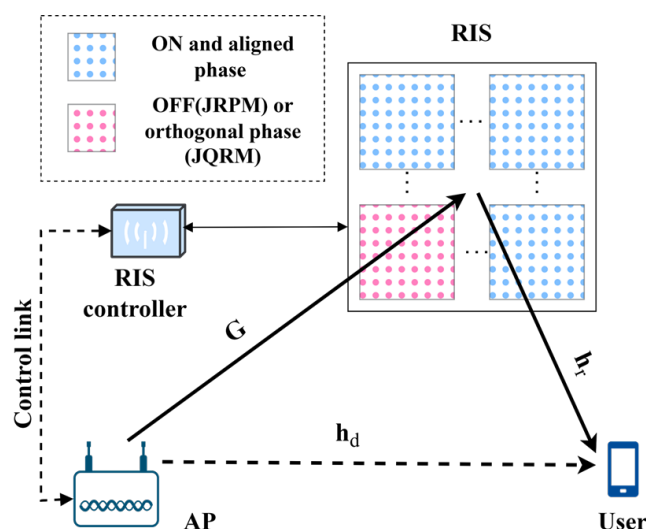 RIS
ON and aligned
phase
OFF(JRPM) or
orthogonal phase
(JQRM)
RIS
controller
Control link
G
h_r
h_d
AP
User